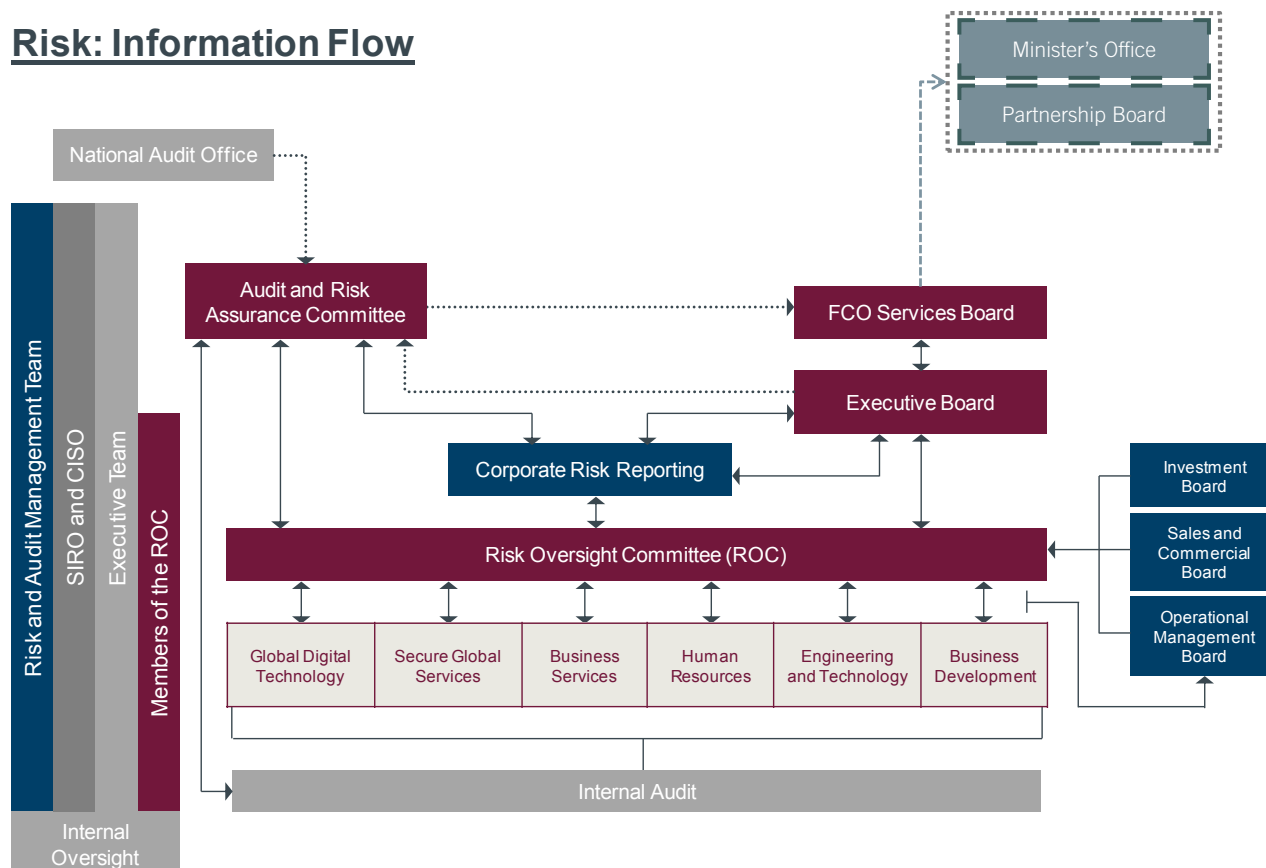 Risk: Information Flow
Minister's Office
Partnership Board
National Audit Office
Audit and Risk
Assurance Committee
FCO Services Board
Executive Board
Corporate Risk Reporting
Investment
Board
Sales and
Commercial
Board
Operational
Management
Board
Risk Oversight Committee (ROC)
Global Digital
Technology
Secure Global
Services
Business
Services
Human
Resources
Engineering
and Technology
Business
Development
Internal Audit
Risk and Audit Management Team
SIRO and CISO
Executive Team
Members of the ROC
Internal
Oversight